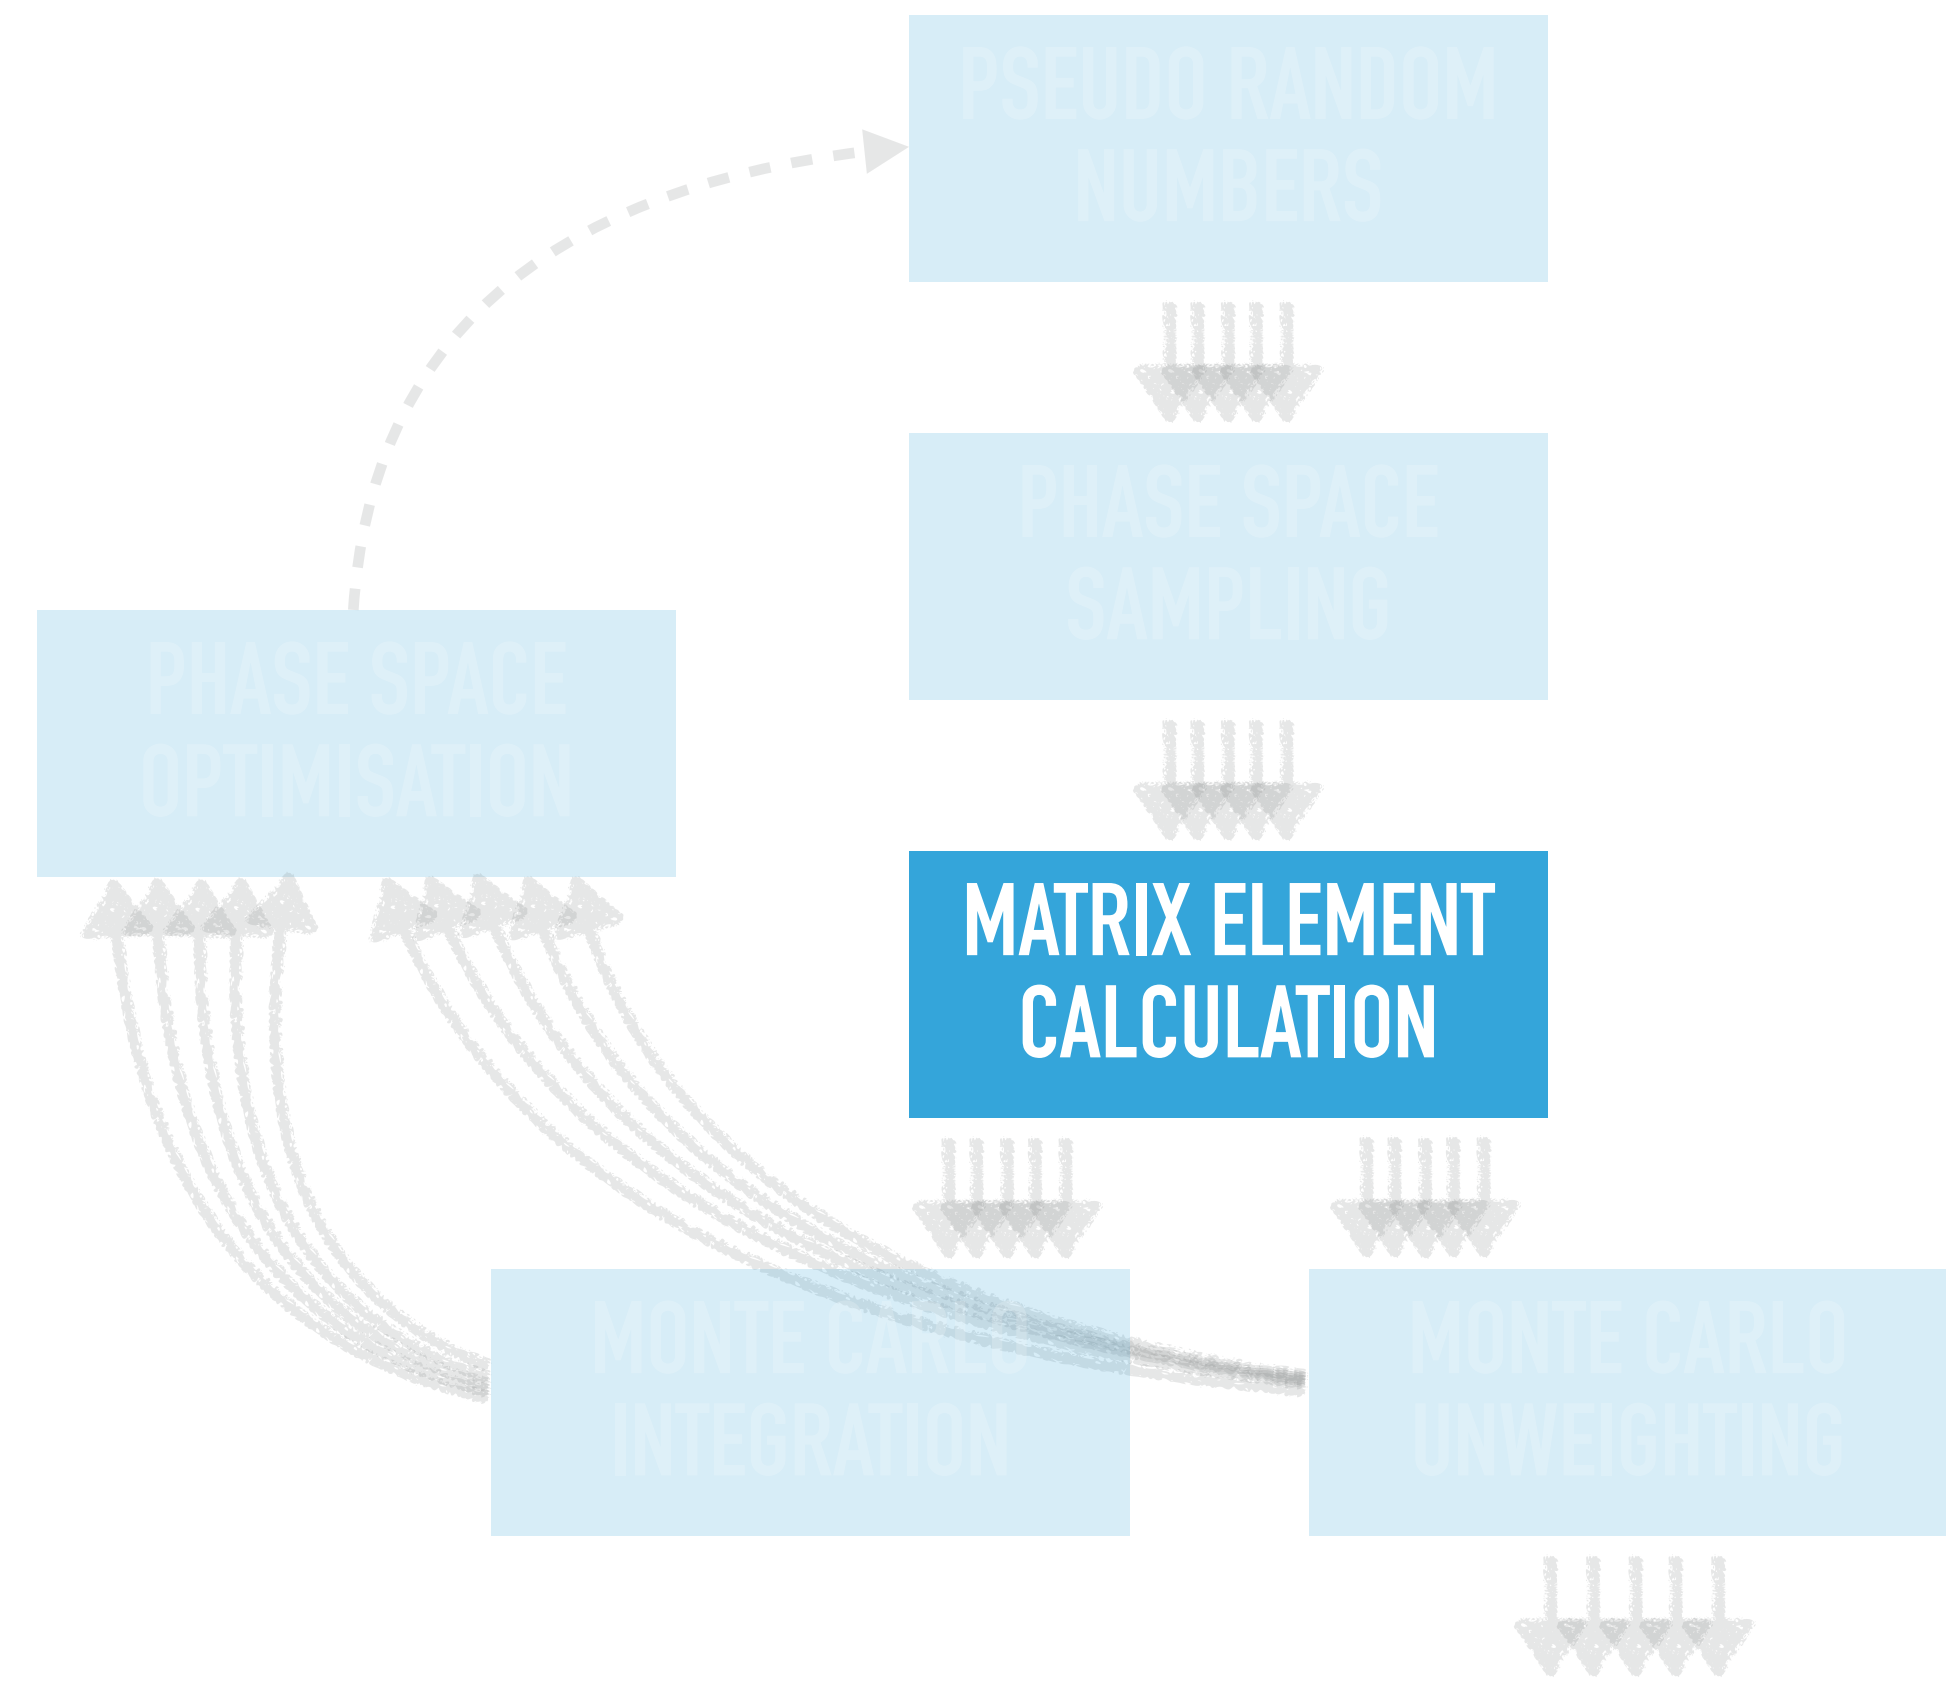 PSEUDO RANDOM
NUMBERS
PHASE SPACE
SAMPLING
PHASE SPACE
OPTIMISATION
MATRIX ELEMENT
CALCULATION
MONTE CARLO
INTEGRATION
MONTE CARLO
UNWEIGHTING